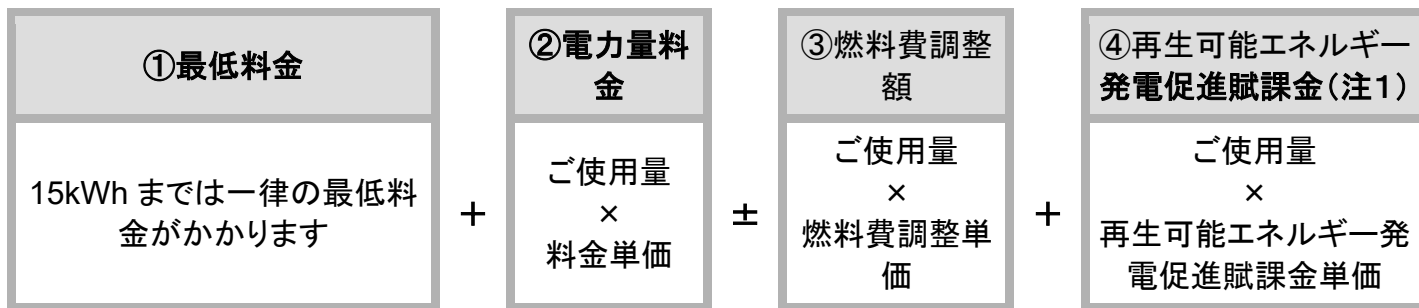 ①最低料金
15kWh までは一律の最低料
金がかかります
+
②電力量料
金
ご使用量
×
料金単価
±
③燃料費調整
額
ご使用量
×
燃料費調整単
価
+
④再生可能エネルギー
発電促進賦課金(注1)
ご使用量
×
再生可能エネルギー発
電促進賦課金単価